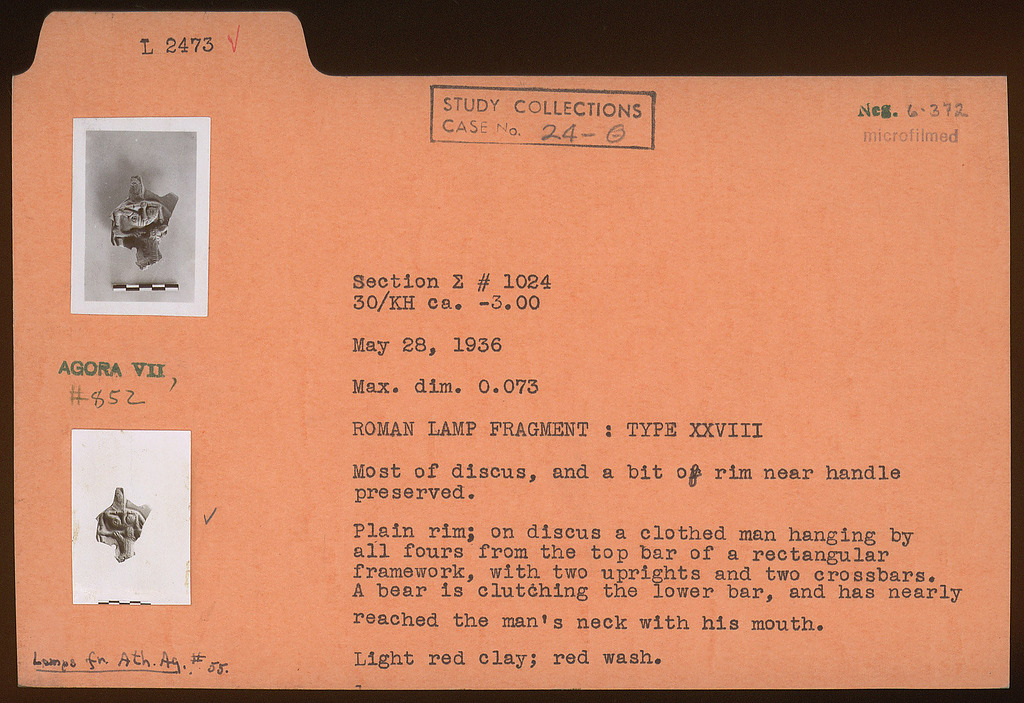 L 2473 ✓
STUDY COLLECTIONS
CASE No. 24-G
Neg. 6-372
microfilmed
Section Σ # 1024
30/KH ca. -3.00
May 28, 1936
Max. dim. 0.073
AGORA VII,
#852
ROMAN LAMP FRAGMENT : TYPE XXVIII
Most of discus, and a bit of rim near handle
preserved.
Plain rim; on discus a clothed man hanging by
all fours from the top bar of a rectangular
framework, with two uprights and two crossbars.
A bear is clutching the lower bar, and has nearly
reached the man's neck with his mouth.
Light red clay; red wash.
Lamps fr. Ath. Ag. #55.